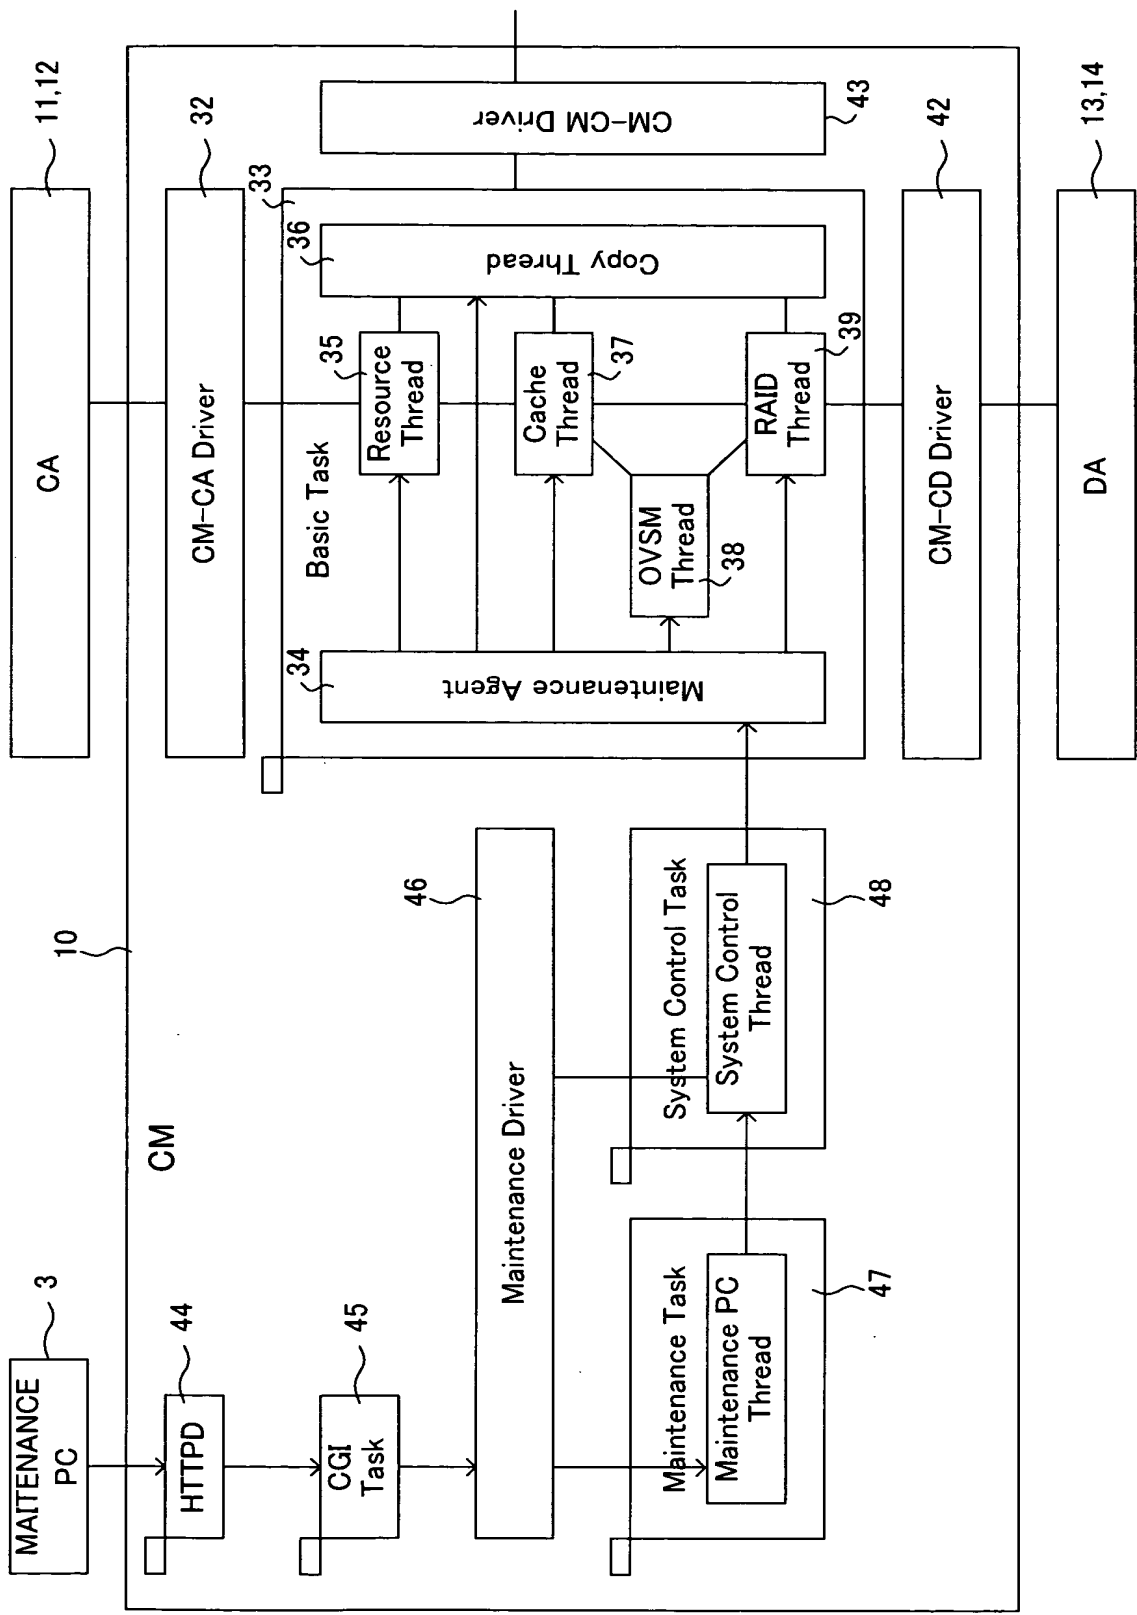 MAITENANCE
PC
3
CA
11,12
10
CM
HTTPD
44
CM-CA Driver
32
CGI
Task
45
Basic Task
33
Maintenance Agent
34
Resource
Thread
35
Copy Thread
36
Cache
Thread
37
OVSM
Thread
38
RAID
Thread
39
CM-CM Driver
43
Maintenance Driver
46
Maintenance Task
Maintenance PC
Thread
47
System Control Task
System Control
Thread
48
CM-CD Driver
42
DA
13,14